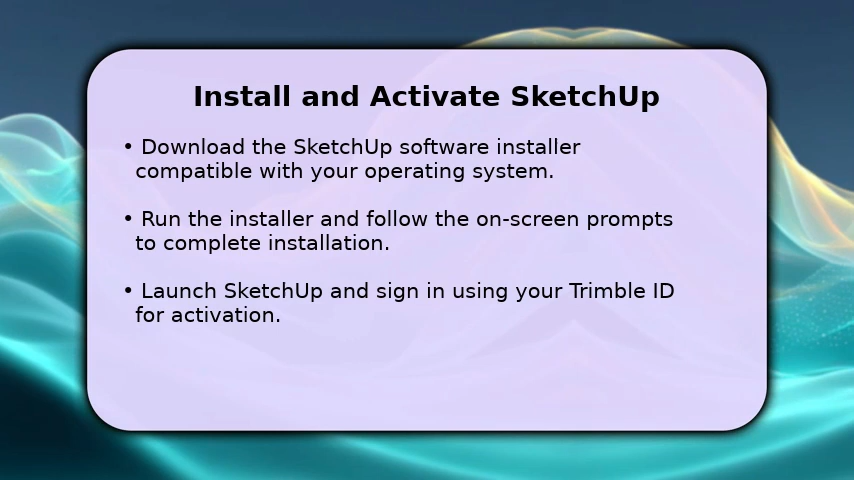 Install and Activate SketchUp
• Download the SketchUp software installer
compatible with your operating system.
• Run the installer and follow the on-screen prompts
to complete installation.
• Launch SketchUp and sign in using your Trimble ID
for activation.